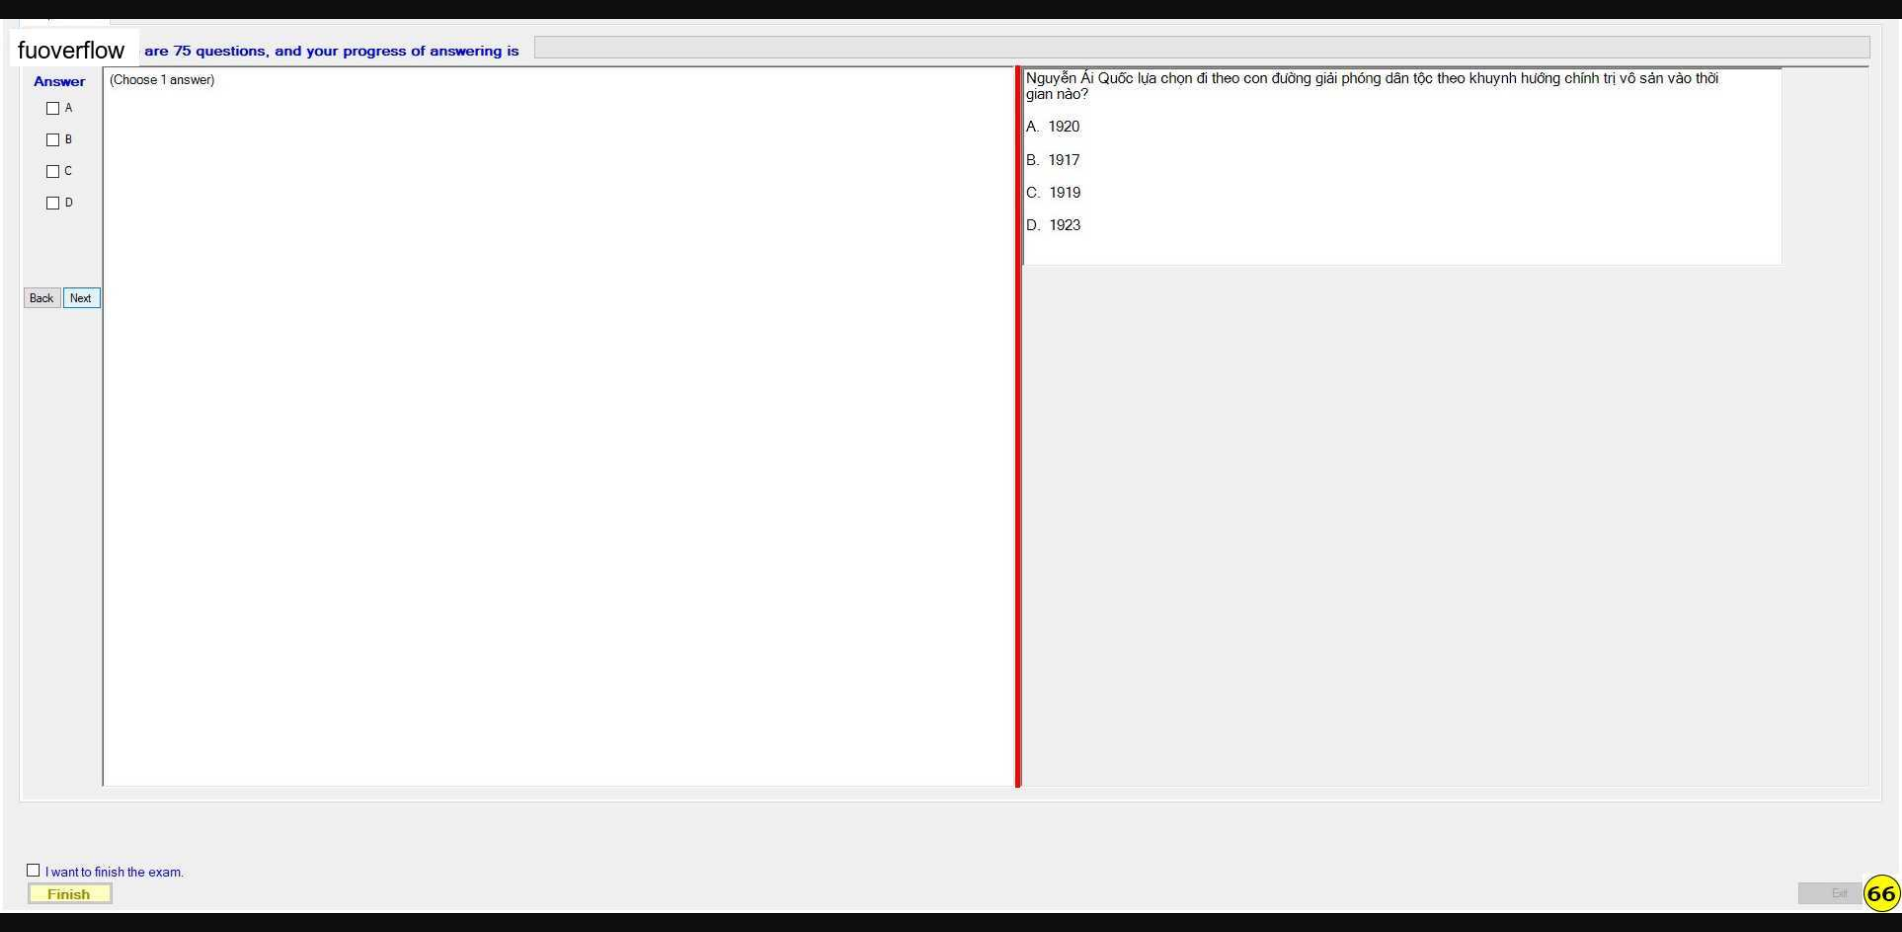 fuoverflow are 75 questions, and your progress of answering is
Answer
(Choose 1 answer)
A
B
C
D
Back Next
Nguyễn Ái Quốc lựa chọn đi theo con đường giải phóng dân tộc theo khuynh hướng chính trị vô sản vào thời
gian nào?
A. 1920
B. 1917
C. 1919
D. 1923
I want to finish the exam.
Finish
Exit
66